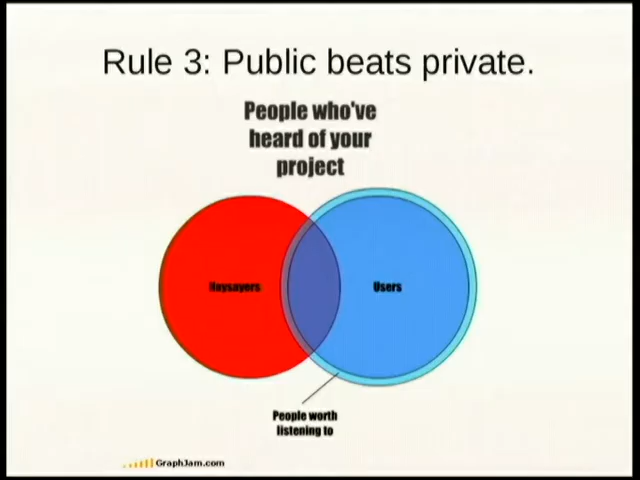 Rule 3: Public beats private.
People who've
heard of your
project
Naysayers
Users
People worth
listening to
GraphJam.com